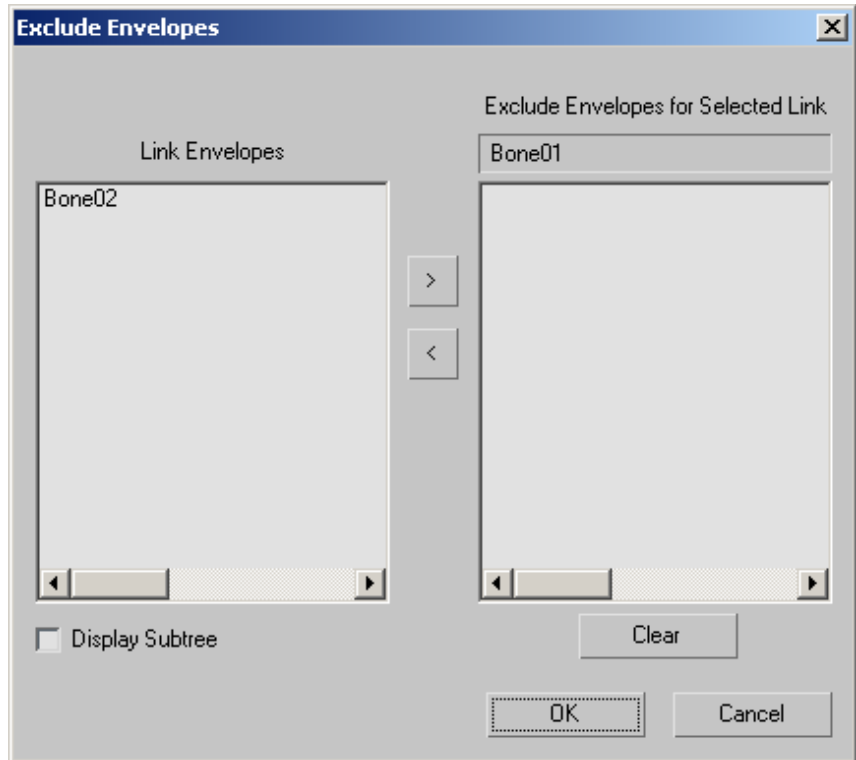 Exclude Envelopes
Exclude Envelopes for Selected Link
Link Envelopes
Bone01
Bone02
>
<
Display Subtree
Clear
OK
Cancel